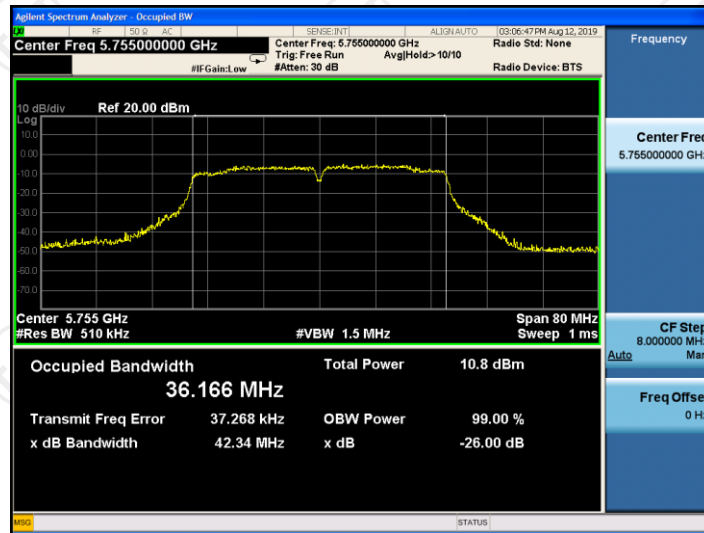 Agilent Spectrum Analyzer - Occupied BW
RF 50 Ω AC SENSE:INT ALIGN AUTO 03:06:47 PM Aug 12, 2019
Center Freq 5.755000000 GHz Center Freq: 5.755000000 GHz Radio Std: None
Trig: Free Run Avg|Hold:>10/10
#IFGain:Low #Atten: 30 dB Radio Device: BTS
10 dB/div Ref 20.00 dBm
Log
10.0
0.00
-10.0
-20.0
-30.0
-40.0
-50.0
-60.0
-70.0
Center 5.755 GHz Span 80 MHz
#Res BW 510 kHz #VBW 1.5 MHz Sweep 1 ms
Occupied Bandwidth Total Power 10.8 dBm
36.166 MHz
Transmit Freq Error 37.268 kHz OBW Power 99.00 %
x dB Bandwidth 42.34 MHz x dB -26.00 dB
Frequency
Center Freq
5.755000000 GHz
CF Step
8.000000 MHz
Auto Man
Freq Offse
0 Hz
MSG STATUS